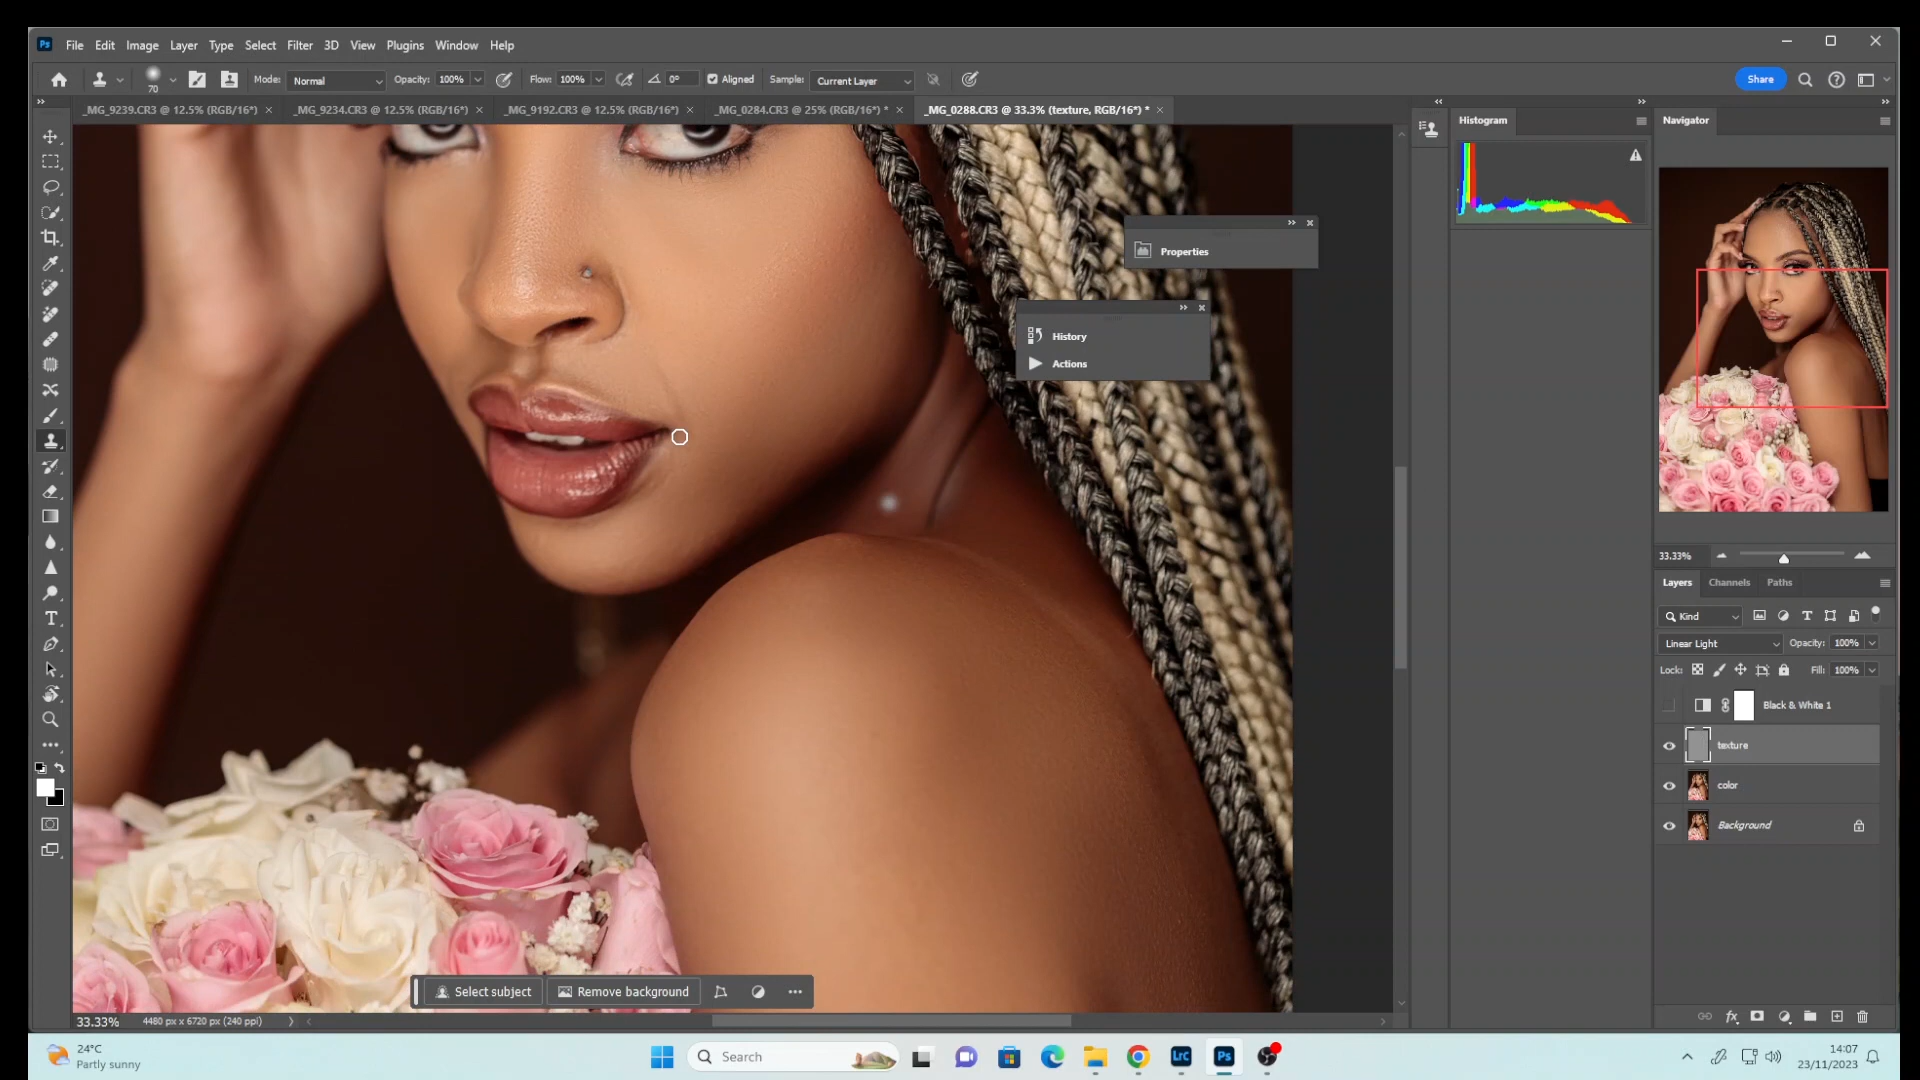 Ps File Edit Image Layer Type Select Filter 3D View Plugins Window Help
70 Mode: Normal Opacity: 100% Flow: 100% 0° Aligned Sample: Current Layer Share
_MG_9239.CR3 @ 12.5% (RGB/16*) _MG_9234.CR3 @ 12.5% (RGB/16*) _MG_9192.CR3 @ 12.5% (RGB/16*) _MG_0284.CR3 @ 25% (RGB/16*) * _MG_0288.CR3 @ 33.3% (texture, RGB/16*) *
Histogram Navigator
Properties
History
Actions
33.33%
Layers Channels Paths
Kind
Linear Light Opacity: 100%
Lock: Fill: 100%
Black & White 1
texture
color
Background
fx
Select subject Remove background
33.33% 4480 px x 6720 px (240 ppi)
24°C
Partly sunny
Search
Lrc Ps
14:07
23/11/2023